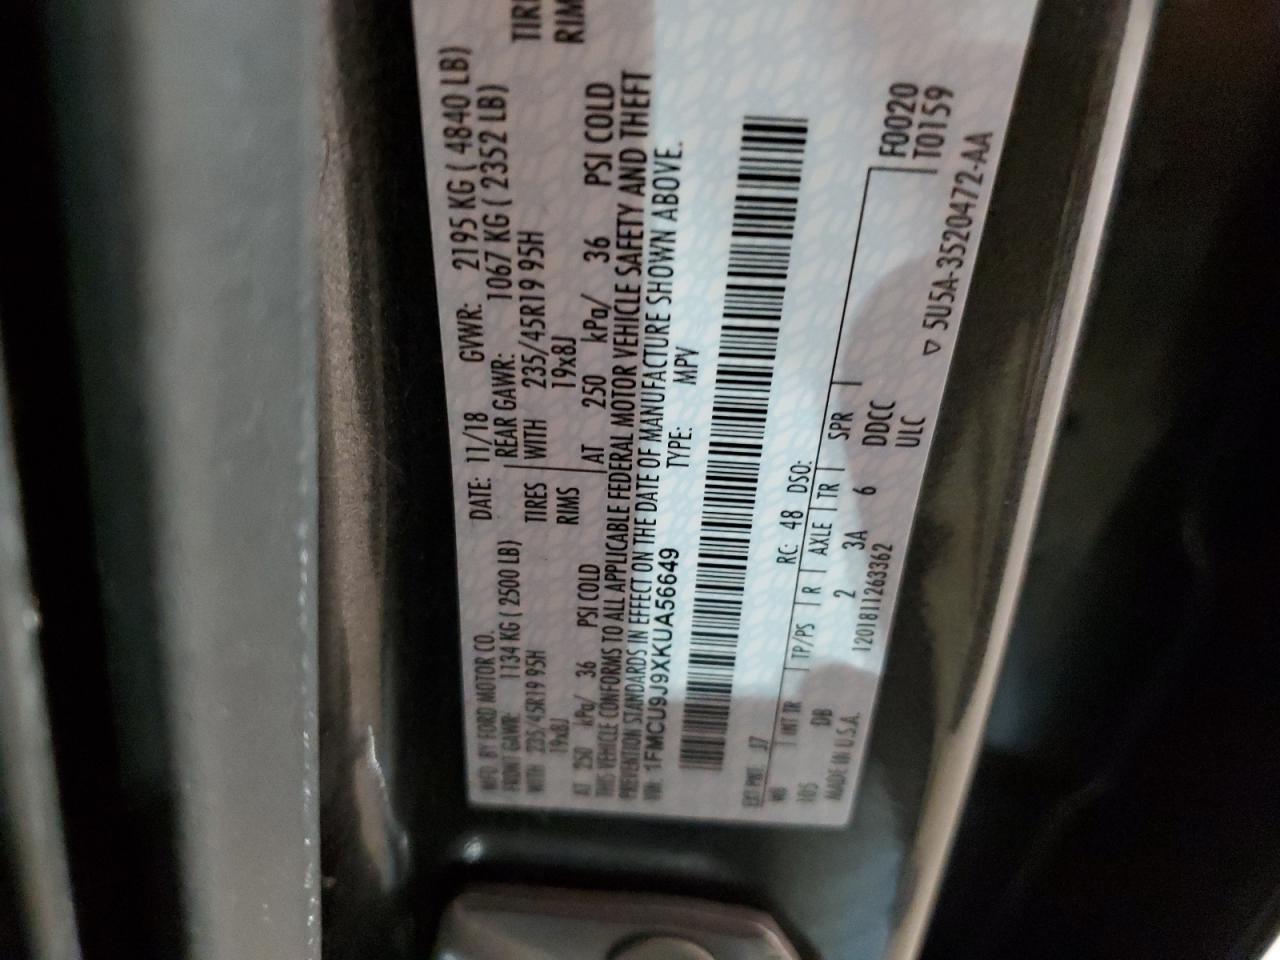 MFD. BY FORD MOTOR CO.
DATE: 11/18 GVWR: 2195 KG ( 4840 LB)
FRONT GAWR: 1134 KG ( 2500 LB) REAR GAWR: 1067 KG ( 2352 LB)
WITH 235/45R19 95H TIRES WITH 235/45R19 95H TIRE
19x8J RIMS 19x8J RIM
AT 250 kPa/ 36 PSI COLD AT 250 kPa/ 36 PSI COLD
THIS VEHICLE CONFORMS TO ALL APPLICABLE FEDERAL MOTOR VEHICLE SAFETY AND THEFT
PREVENTION STANDARDS IN EFFECT ON THE DATE OF MANUFACTURE SHOWN ABOVE.
VIN: 1FMCU9J9XKUA56649 TYPE: MPV
EXT PNT: J7 RC: 48 DSO:
WB INT TR TP/PS R AXLE TR SPR F0020
105 DB 2 3A 6 DDCC T0159
MADE IN U.S.A. 1201811263362 ULC
▽ 5U5A-3520472-AA